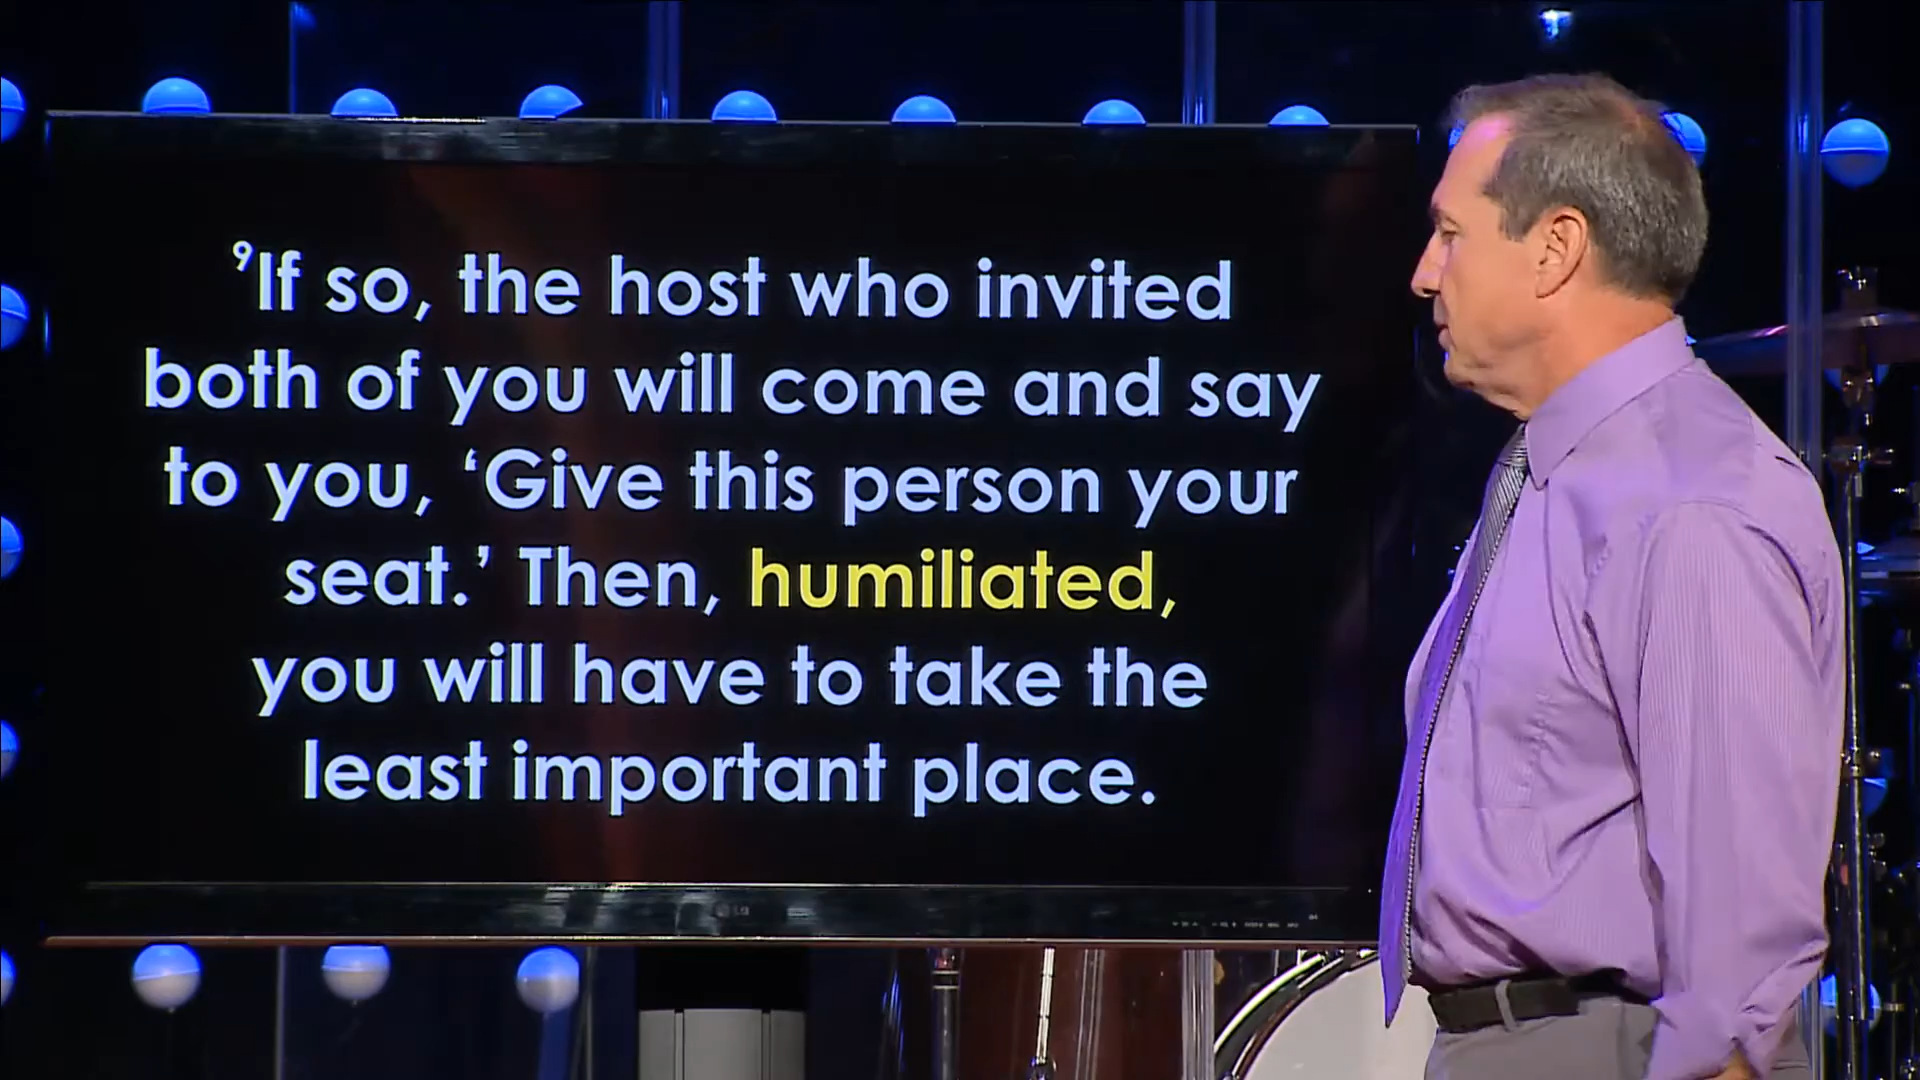 ⁹If so, the host who invited
both of you will come and say
to you, ‘Give this person your
seat.’ Then, humiliated,
you will have to take the
least important place.
LG